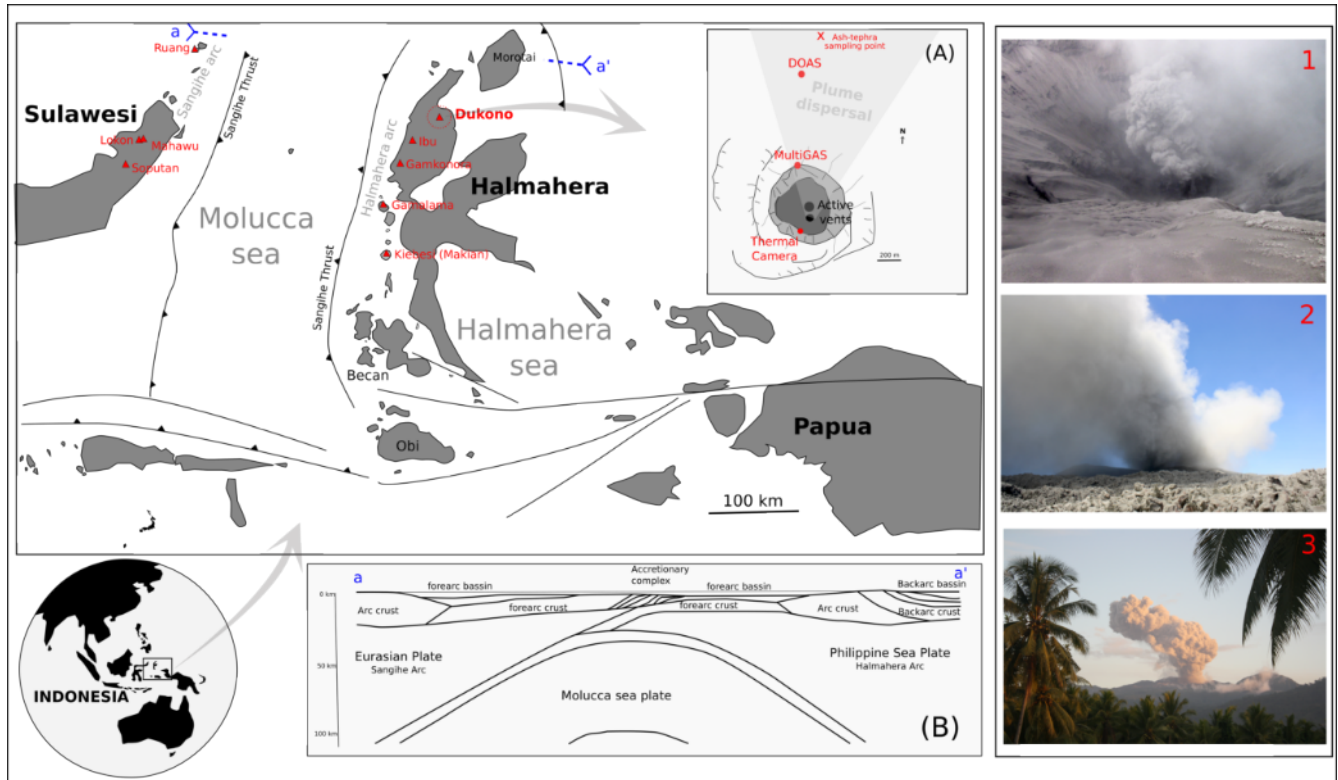 a
Ruang
Sangihe arc
Sangihe Thrust
Sulawesi
Lokon
Mahawu
Soputan
Molucca
sea
Morotai
a'
Dukono
Ibu
Gamkonora
Halmahera arc
Halmahera
Gamalama
Kiebesi (Makian)
Sangihe Thrust
Halmahera
sea
Becan
Obi
Papua
100 km
(A)
X Ash-tephra
sampling point
DOAS
Plume
dispersal
N
MultiGAS
Active
vents
Thermal
Camera
200 m
INDONESIA
a
a'
forearc bassin
Accretionary
complex
forearc bassin
Backarc bassin
0 km
Arc crust
forearc crust
forearc crust
Arc crust
Backarc crust
50 km
Eurasian Plate
Sangihe Arc
Philippine Sea Plate
Halmahera Arc
Molucca sea plate
100 km
(B)
1
2
3